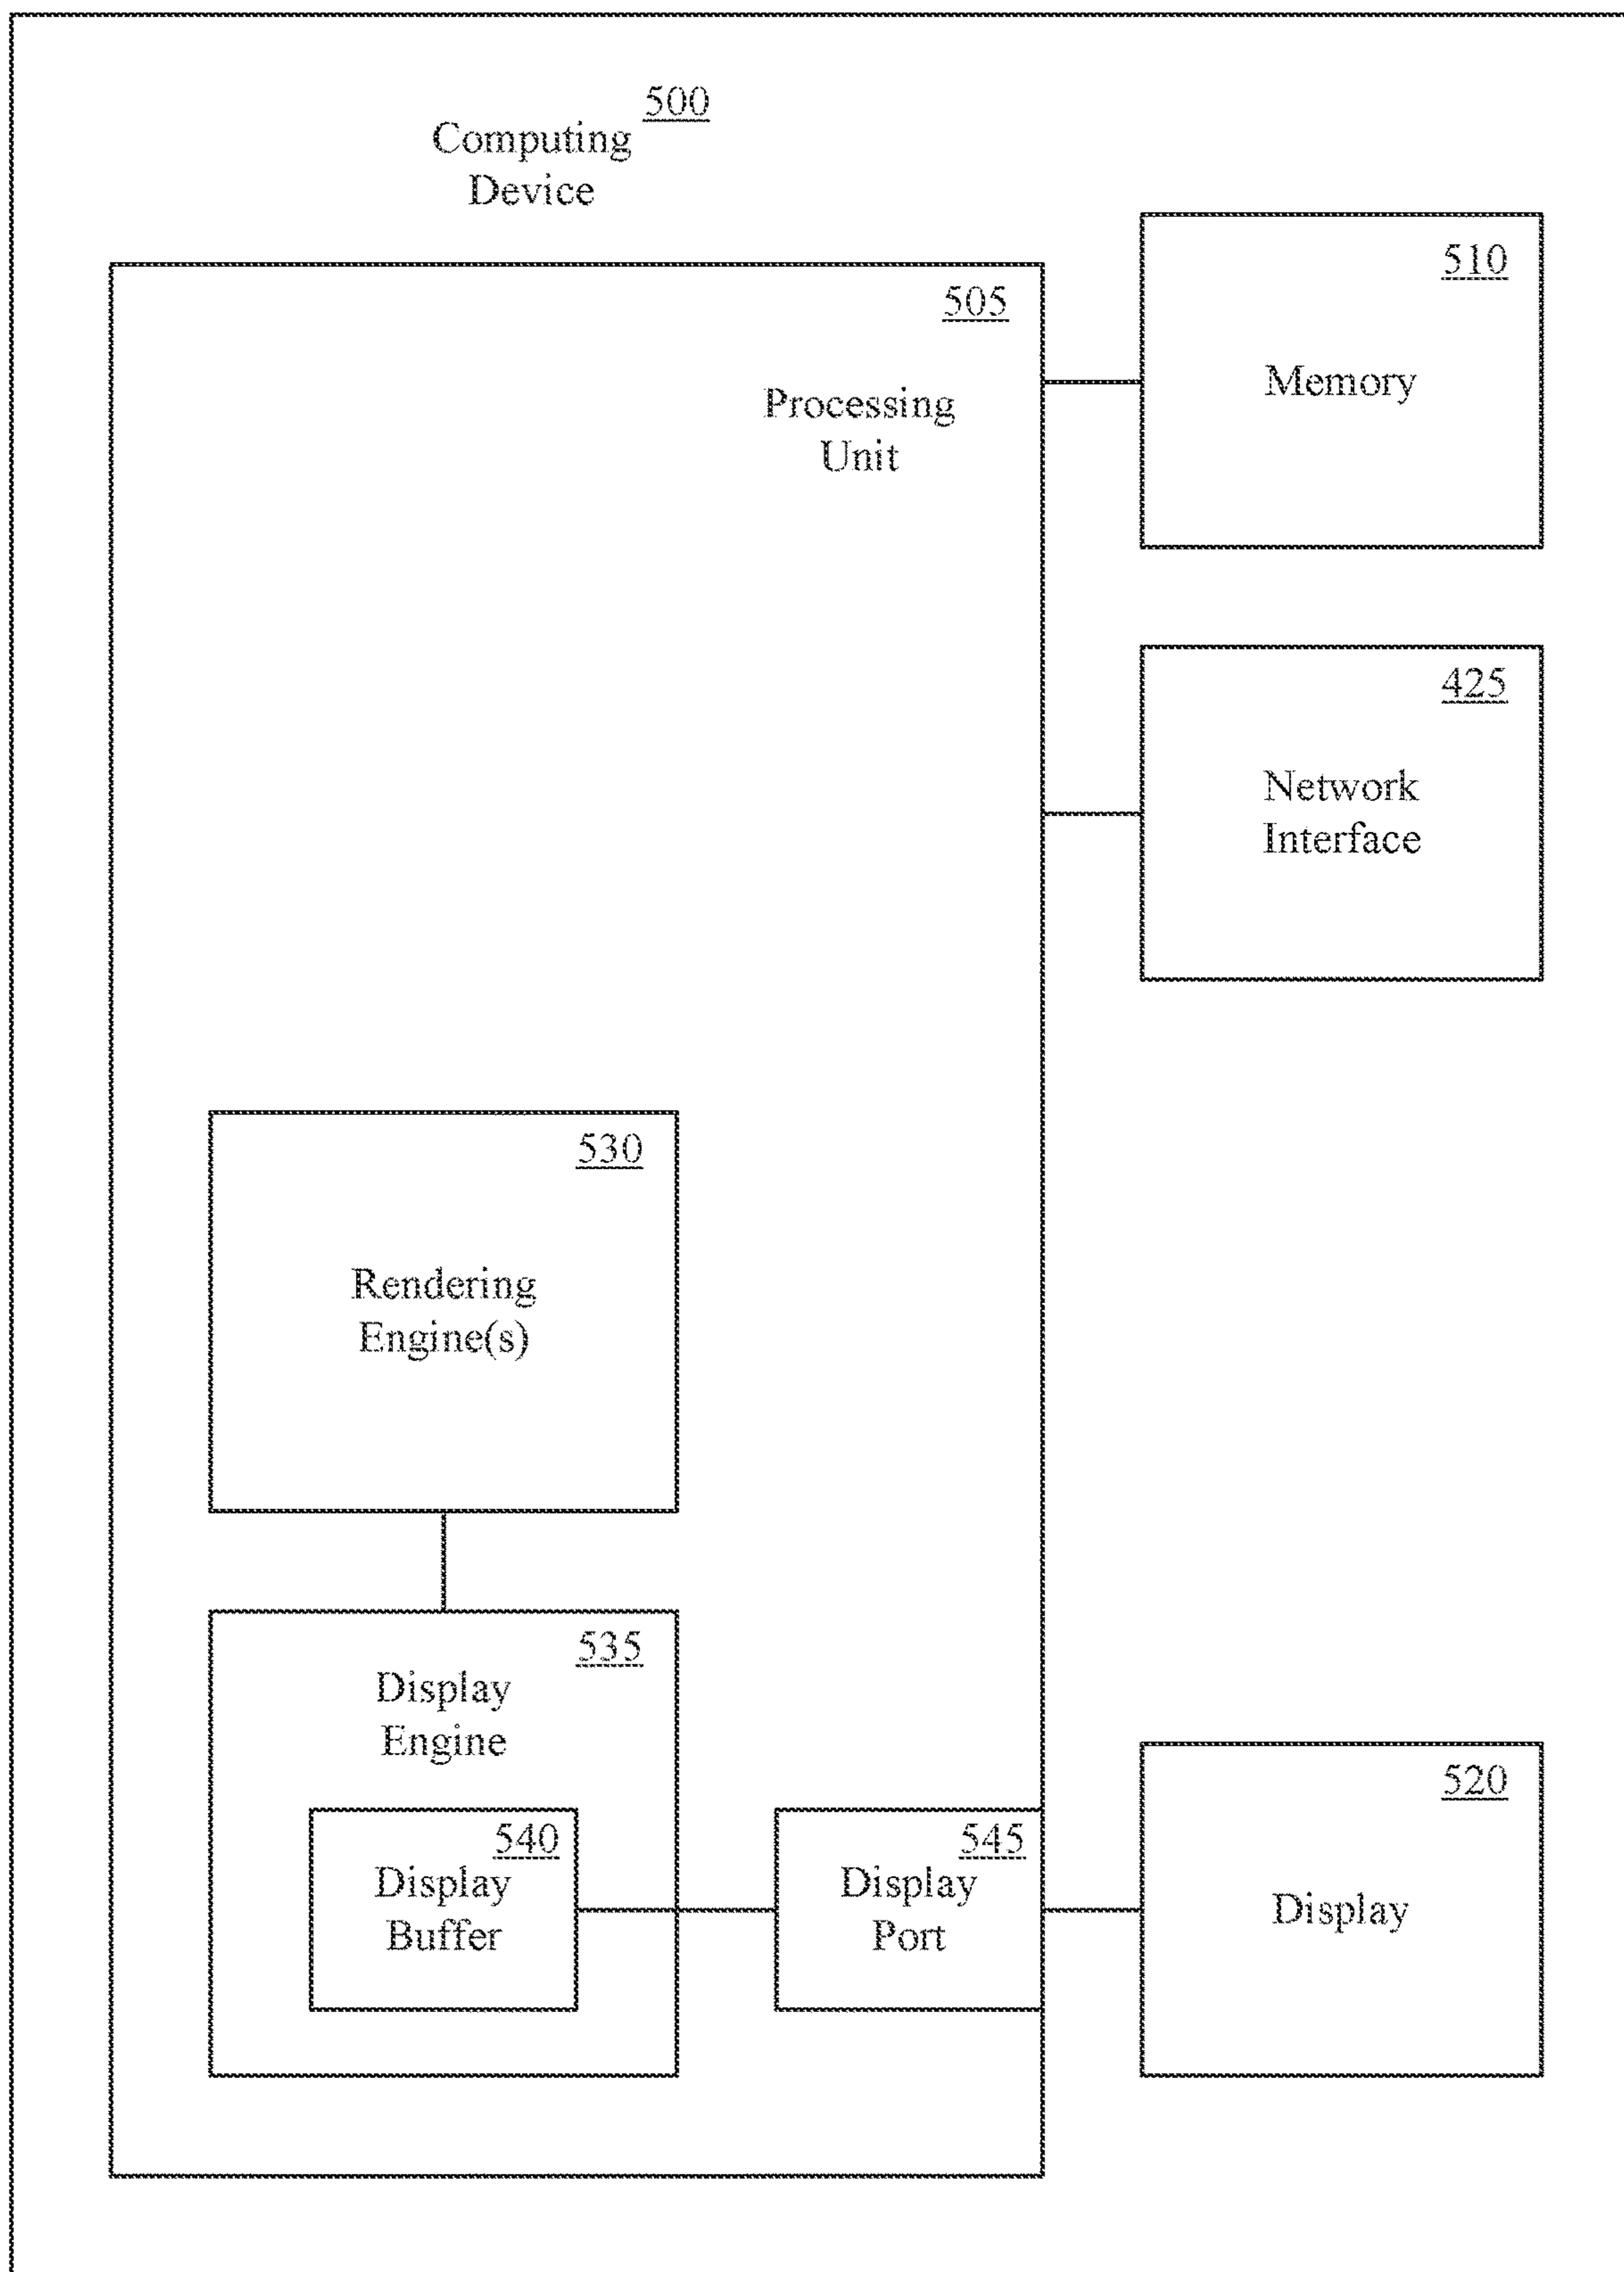 500
Computing
Device
505
Processing
Unit
510
Memory
425
Network
Interface
530
Rendering
Engine(s)
535
Display
Engine
540
Display
Buffer
545
Display
Port
520
Display